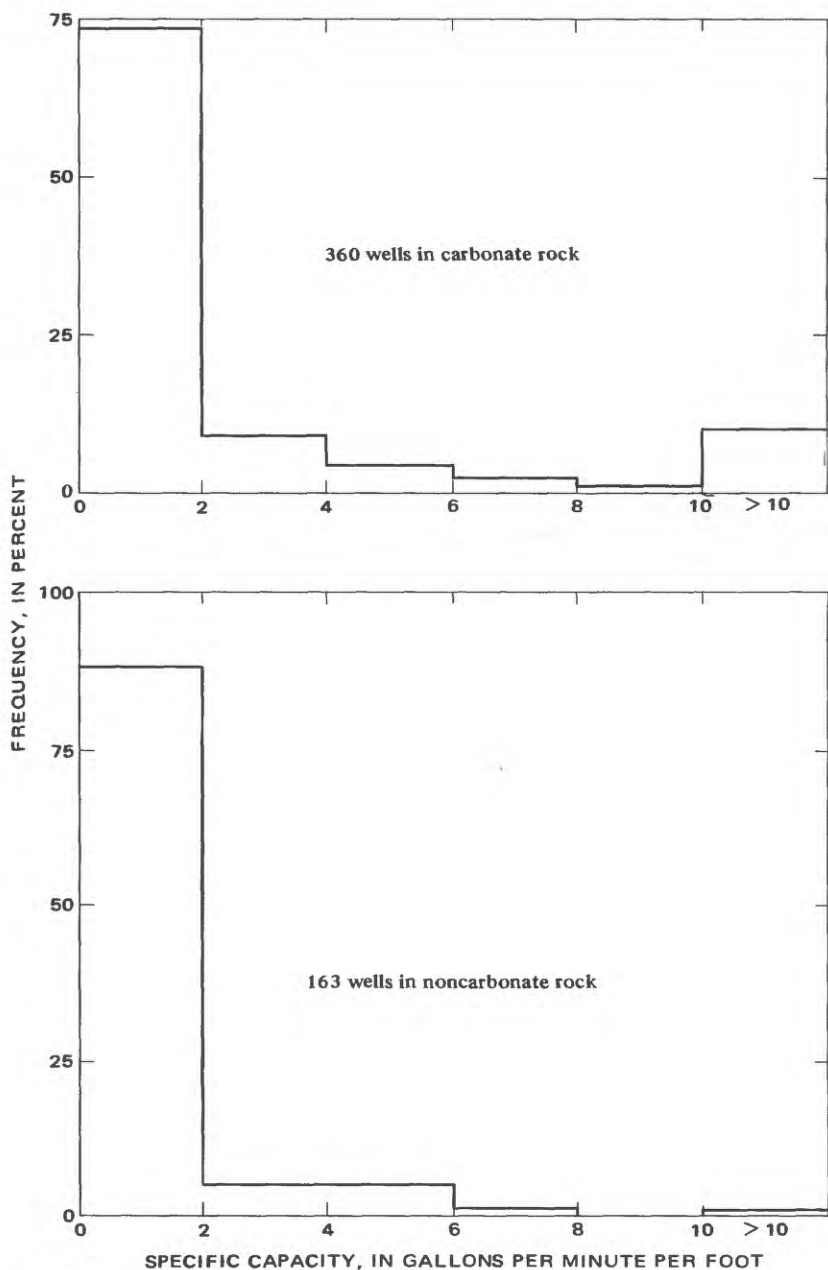 75
50
25
0
360 wells in carbonate rock
0 2 4 6 8 10 > 10
FREQUENCY, IN PERCENT
100
75
50
25
0
163 wells in noncarbonate rock
0 2 4 6 8 10 > 10
SPECIFIC CAPACITY, IN GALLONS PER MINUTE PER FOOT